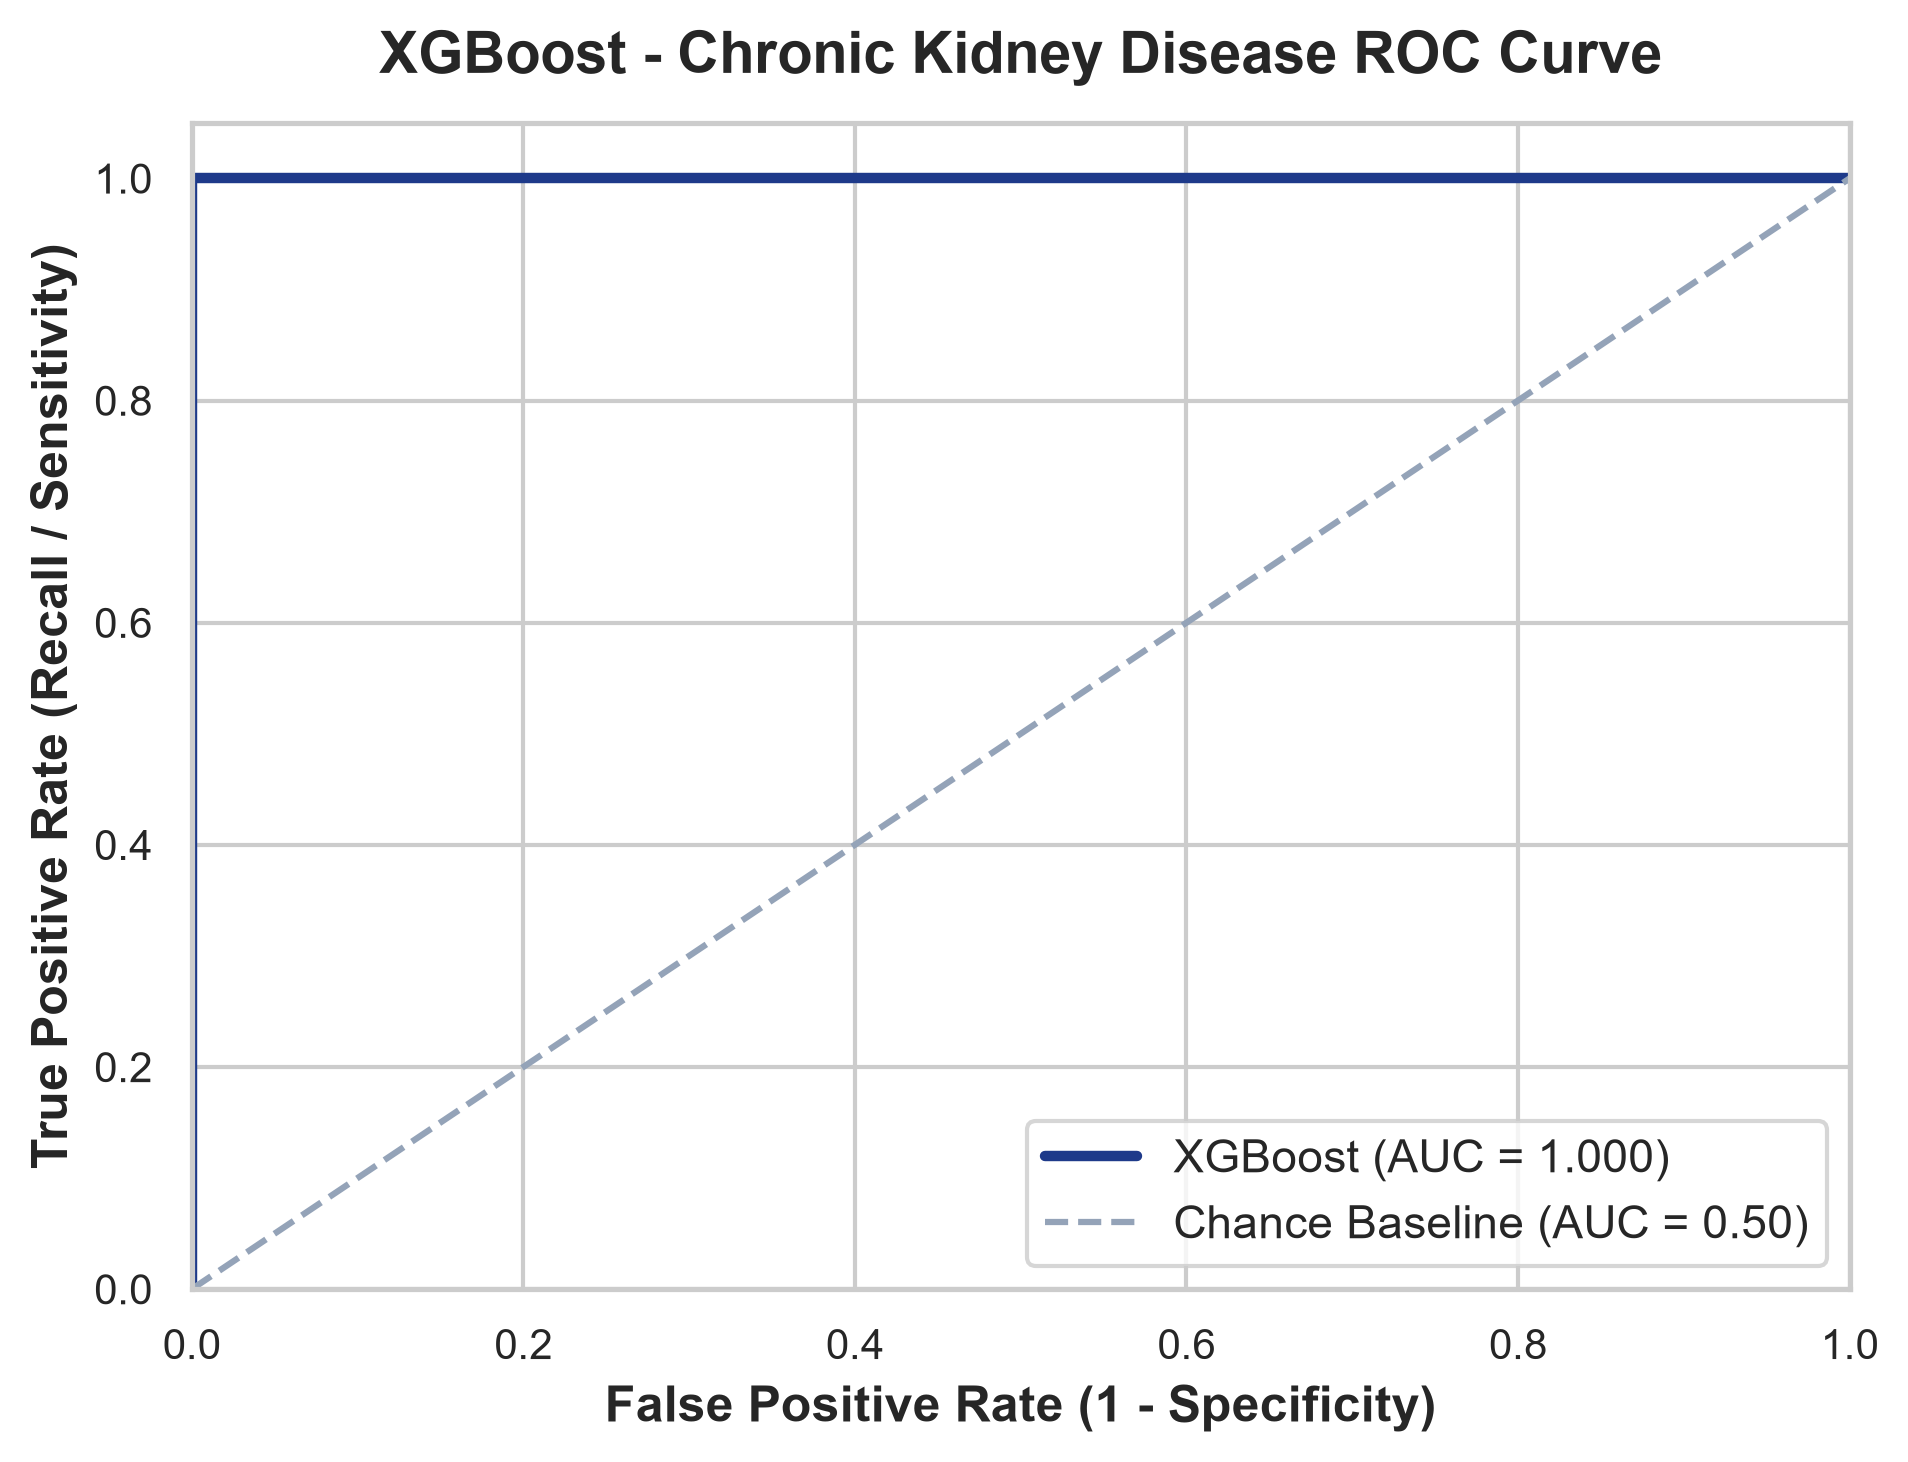 XGBoost - Chronic Kidney Disease ROC Curve
True Positive Rate (Recall / Sensitivity)
1.0
0.8
0.6
0.4
0.2
0.0
XGBoost (AUC = 1.000)
Chance Baseline (AUC = 0.50)
0.0 0.2 0.4 0.6 0.8 1.0
False Positive Rate (1 - Specificity)